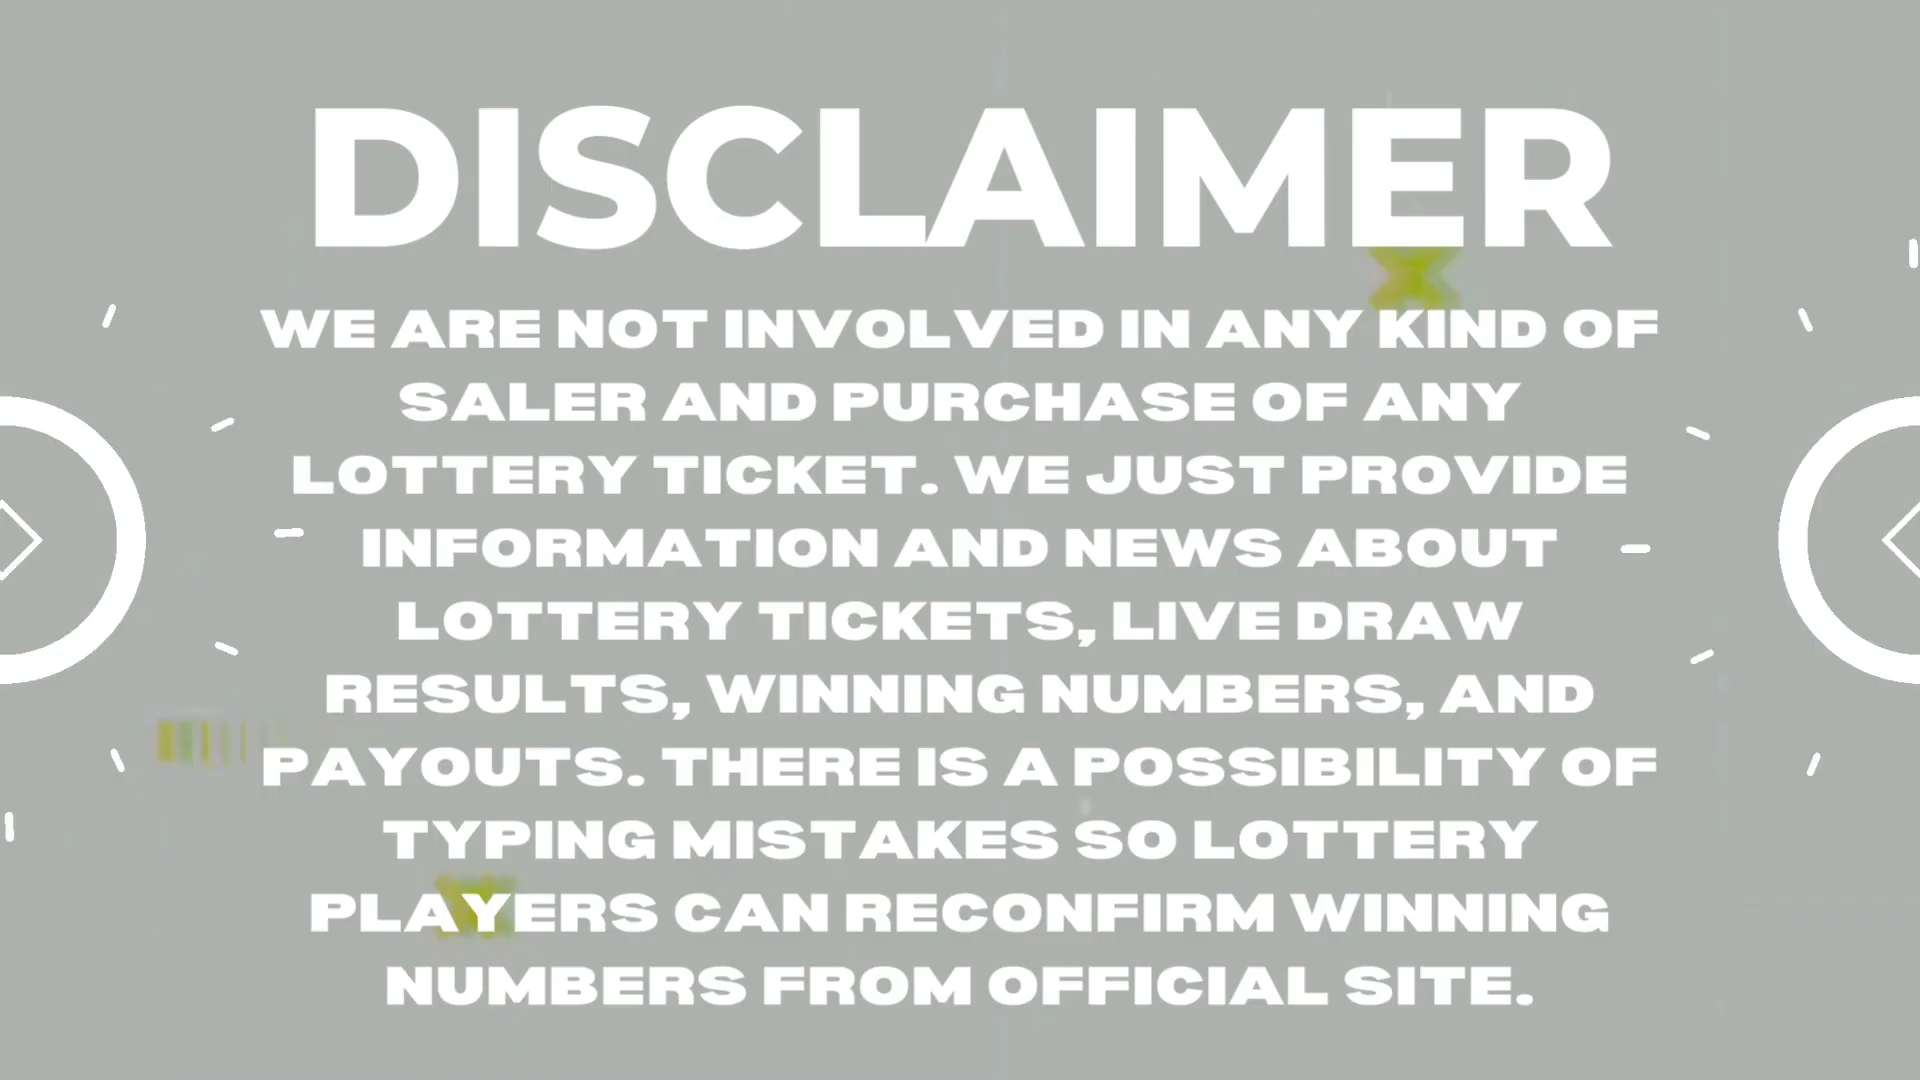 DISCLAIMER
WE ARE NOT INVOLVED IN ANY KIND OF
SALER AND PURCHASE OF ANY
LOTTERY TICKET. WE JUST PROVIDE
INFORMATION AND NEWS ABOUT
LOTTERY TICKETS, LIVE DRAW
RESULTS, WINNING NUMBERS, AND
PAYOUTS. THERE IS A POSSIBILITY OF
TYPING MISTAKES SO LOTTERY
PLAYERS CAN RECONFIRM WINNING
NUMBERS FROM OFFICIAL SITE.